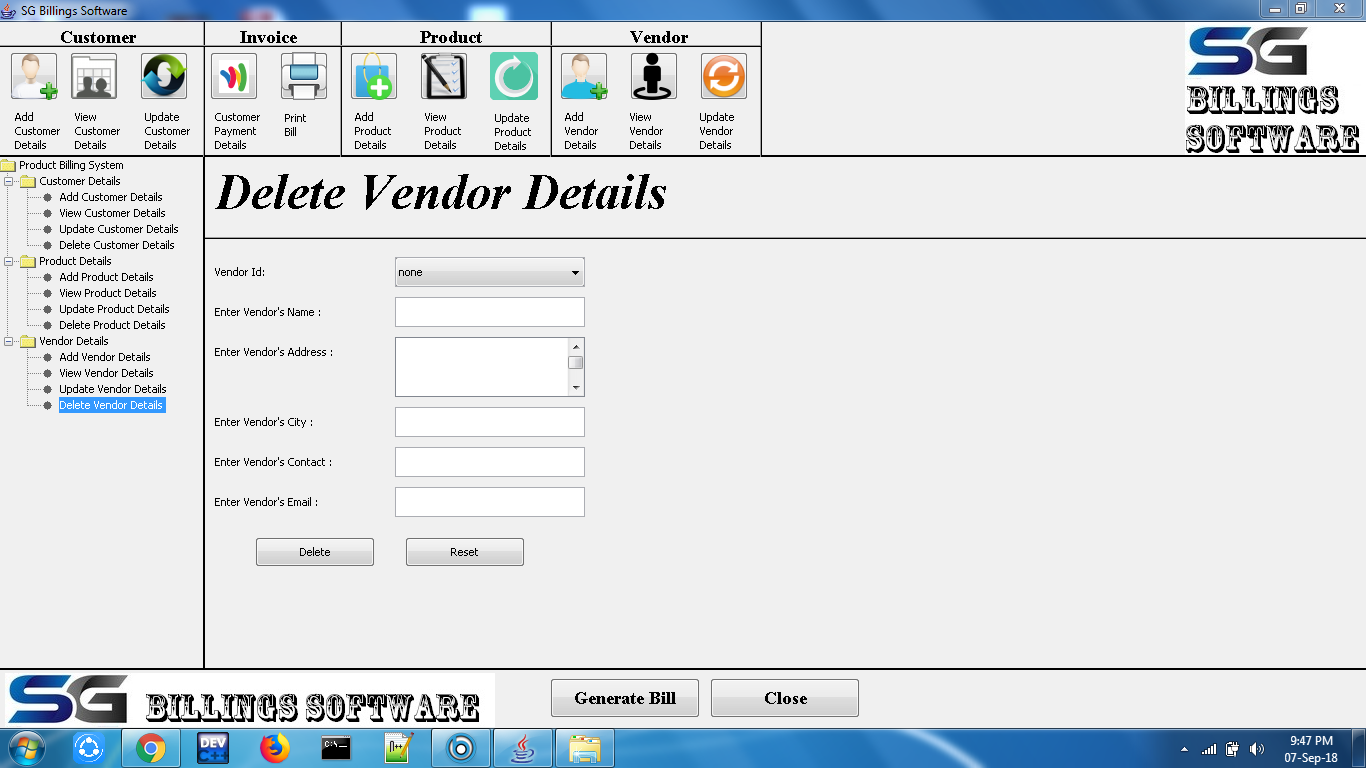 SG Billings Software
Customer
Invoice
Product
Vendor
Add Customer Details
View Customer Details
Update Customer Details
Customer Payment Details
Print Bill
Add Product Details
View Product Details
Update Product Details
Add Vendor Details
View Vendor Details
Update Vendor Details
SG
BILLINGS
SOFTWARE
Product Billing System
Customer Details
Add Customer Details
View Customer Details
Update Customer Details
Delete Customer Details
Product Details
Add Product Details
View Product Details
Update Product Details
Delete Product Details
Vendor Details
Add Vendor Details
View Vendor Details
Update Vendor Details
Delete Vendor Details
Delete Vendor Details
Vendor Id:
none
Enter Vendor's Name :
Enter Vendor's Address :
Enter Vendor's City :
Enter Vendor's Contact :
Enter Vendor's Email :
Delete
Reset
SG BILLINGS SOFTWARE
Generate Bill
Close
DEV
C++
C:\.
n++
9:47 PM
07-Sep-18